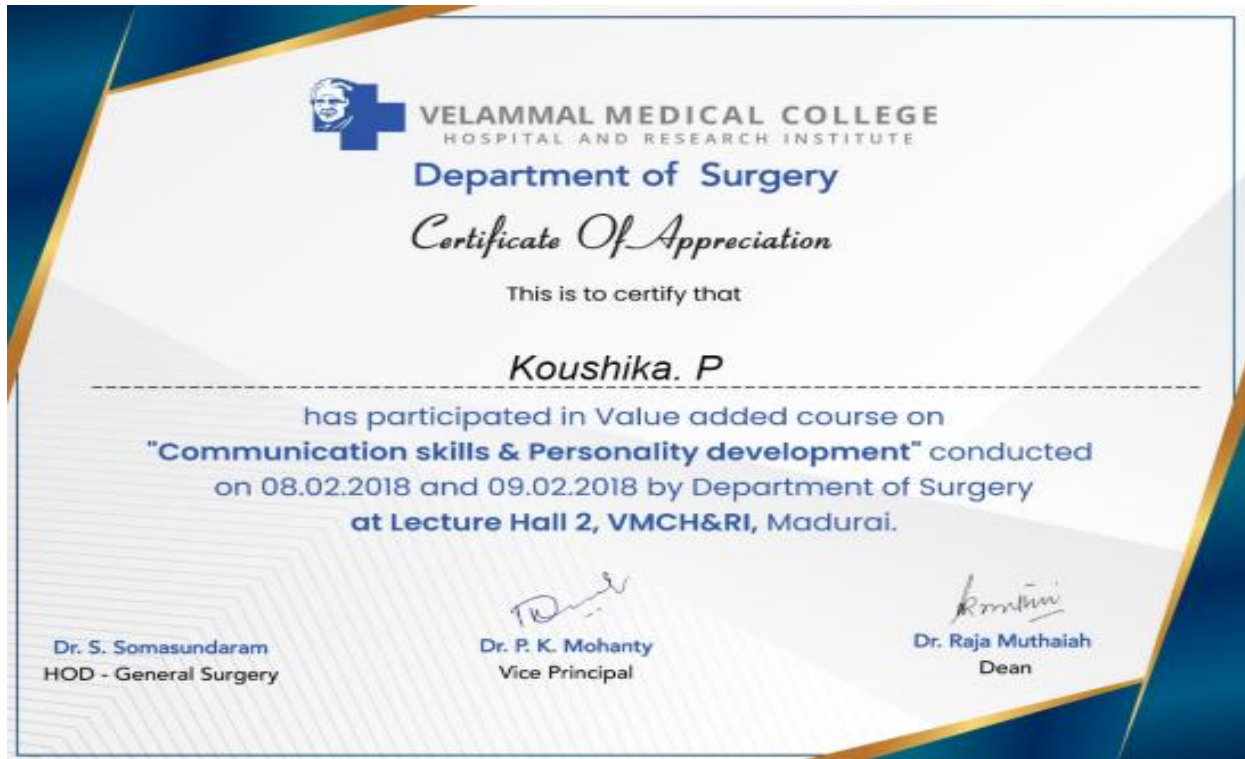 VELAMMAL MEDICAL COLLEGE
HOSPITAL AND RESEARCH INSTITUTE
Department of Surgery
Certificate Of Appreciation
This is to certify that
Koushika. P
has participated in Value added course on
"Communication skills & Personality development" conducted
on 08.02.2018 and 09.02.2018 by Department of Surgery
at Lecture Hall 2, VMCH&RI, Madurai.
Dr. S. Somasundaram
HOD - General Surgery
Dr. P. K. Mohanty
Vice Principal
Dr. Raja Muthaiah
Dean